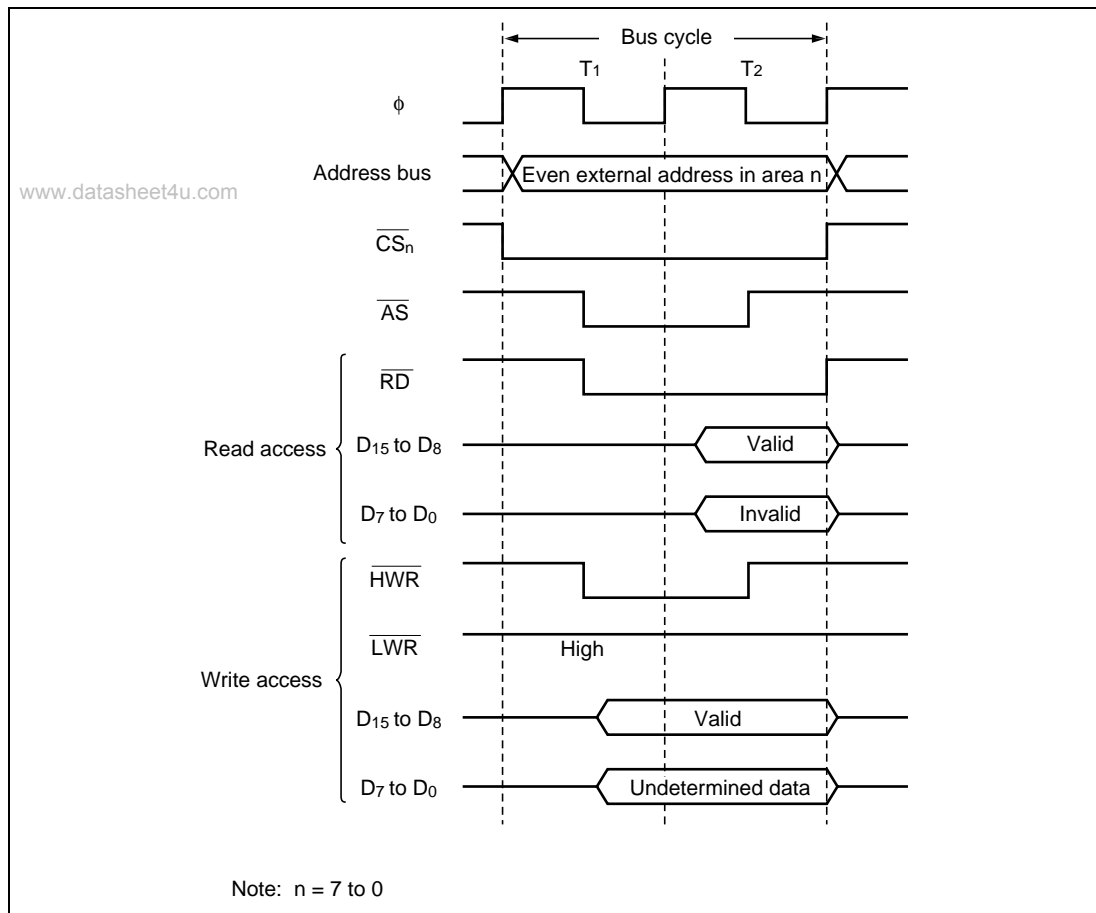 Bus cycle
T1 T2
φ
Address bus
Even external address in area n
www.datasheet4u.com
CSn
AS
RD
Read access
D15 to D8
Valid
D7 to D0
Invalid
HWR
LWR
High
Write access
D15 to D8
Valid
D7 to D0
Undetermined data
Note: n = 7 to 0